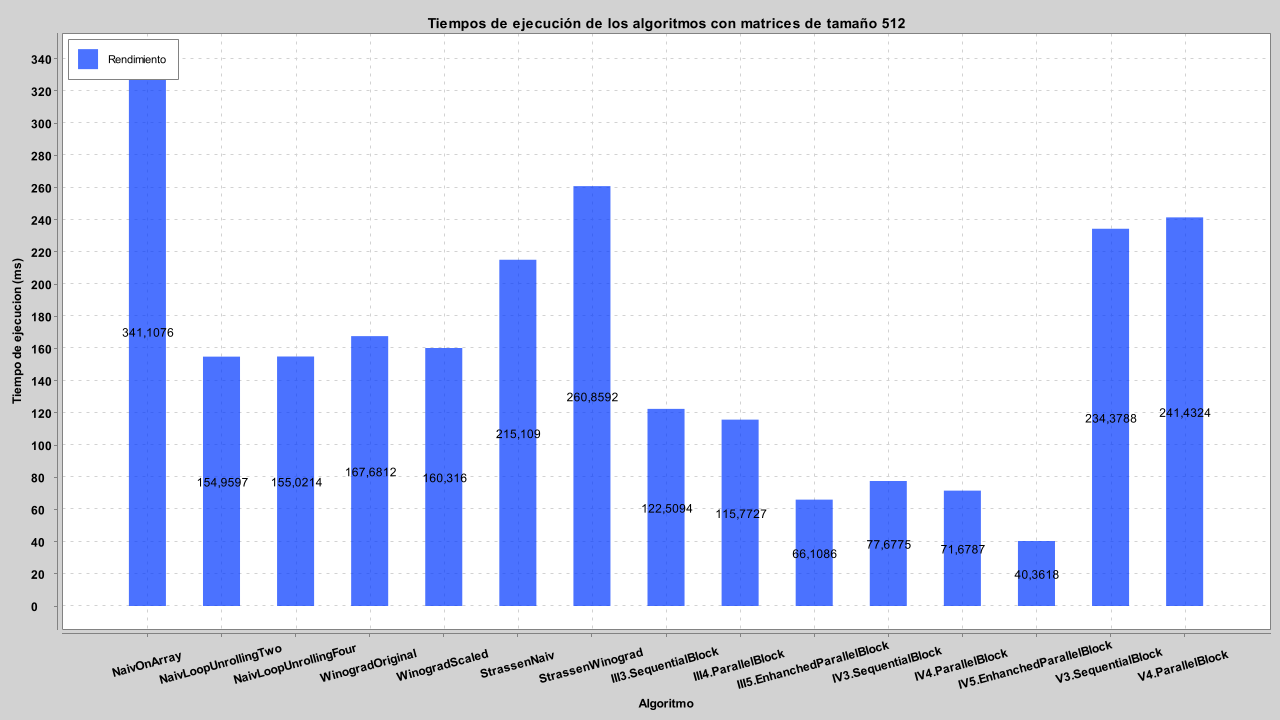 Tiempos de ejecución de los algoritmos con matrices de tamaño 512
Rendimiento
Tiempo de ejecucion (ms)
340
320
300
280
260
240
220
200
180
160
140
120
100
80
60
40
20
0
341,1076
154,9597
155,0214
167,6812
160,316
215,109
260,8592
122,5094
115,7727
66,1086
77,6775
71,6787
40,3618
234,3788
241,4324
NaivOnArray
NaivLoopUnrollingTwo
NaivLoopUnrollingFour
WinogradOriginal
WinogradScaled
StrassenNaiv
StrassenWinograd
III3.SequentialBlock
III4.ParallelBlock
III5.EnhanchedParallelBlock
IV3.SequentialBlock
IV4.ParallelBlock
IV5.EnhanchedParallelBlock
V3.SequentialBlock
V4.ParallelBlock
Algoritmo